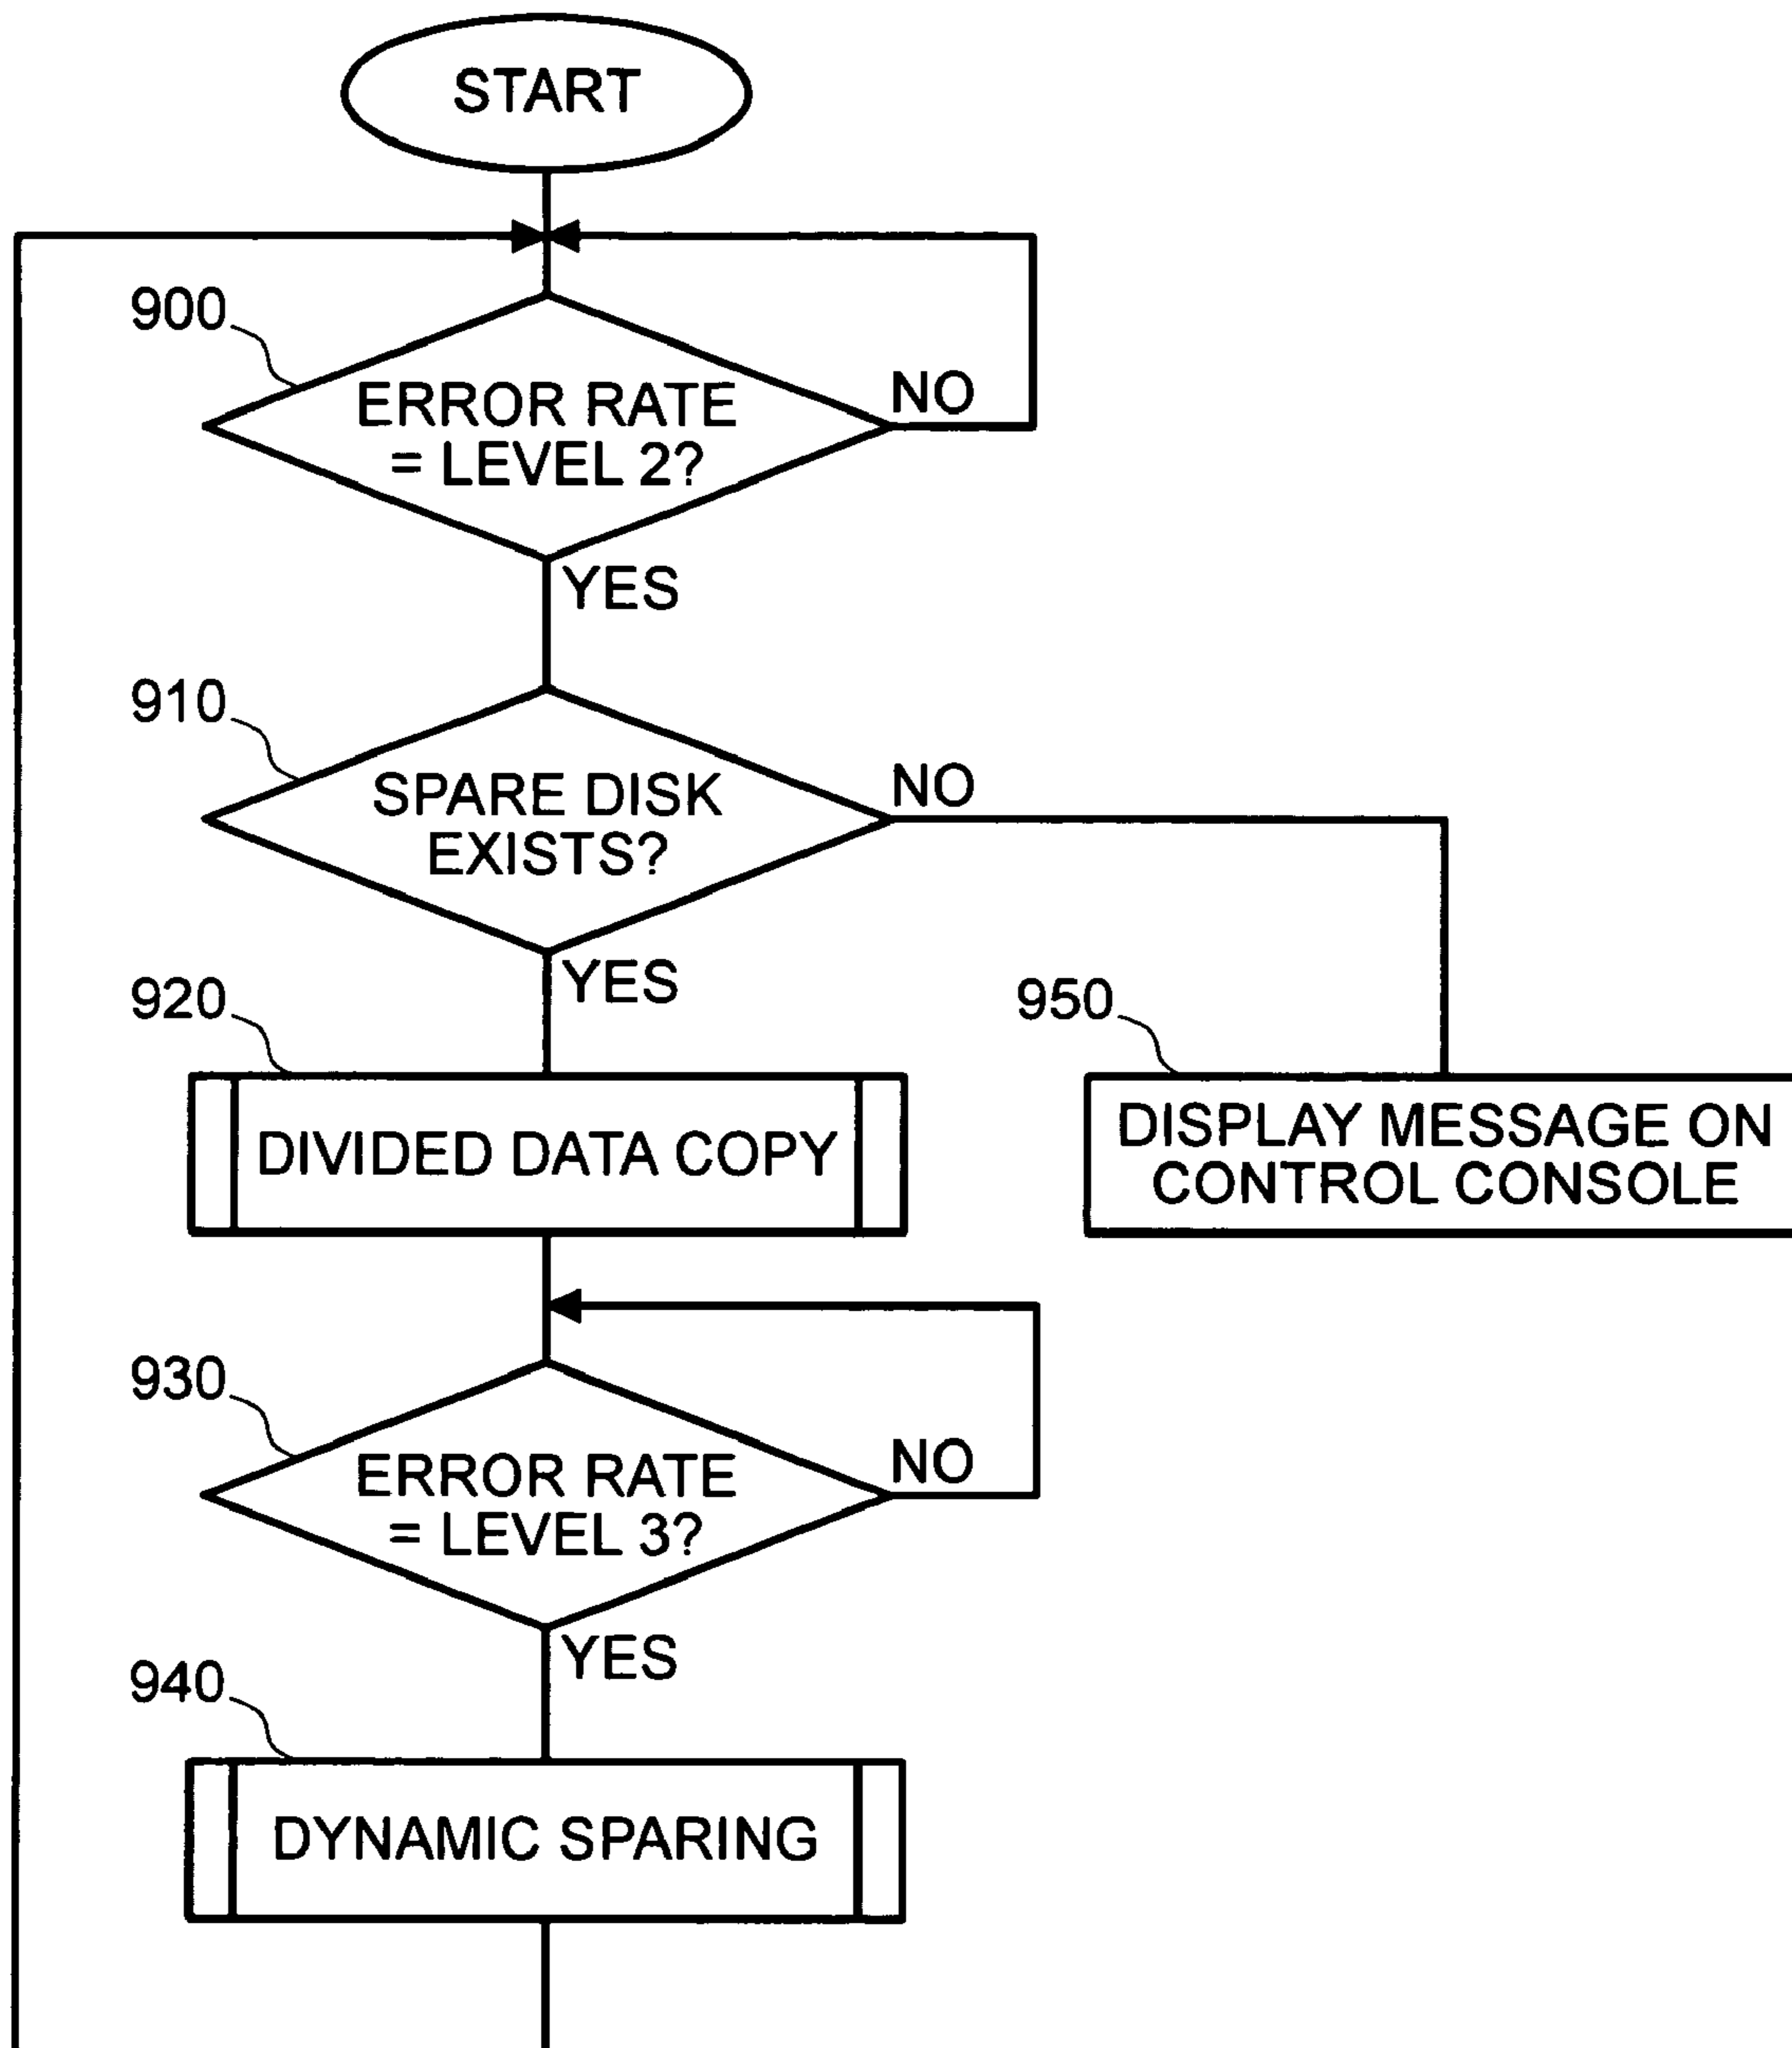 START
900
ERROR RATE
= LEVEL 2?
NO
YES
910
SPARE DISK
EXISTS?
NO
YES
920
DIVIDED DATA COPY
950
DISPLAY MESSAGE ON
CONTROL CONSOLE
930
ERROR RATE
= LEVEL 3?
NO
YES
940
DYNAMIC SPARING